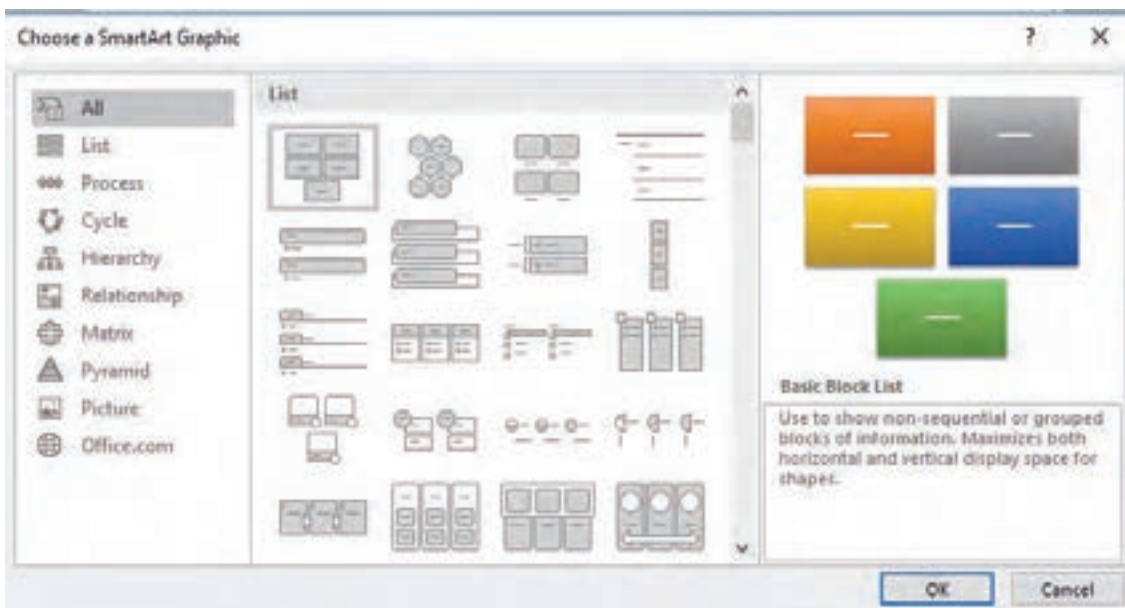 Choose a SmartArt Graphic
?
All
List
Process
Cycle
Hierarchy
Relationship
Matrix
Pyramid
Picture
Office.com
List
Basic Block List
Use to show non-sequential or grouped
blocks of information. Maximizes both
horizontal and vertical display space for
shapes.
OK
Cancel